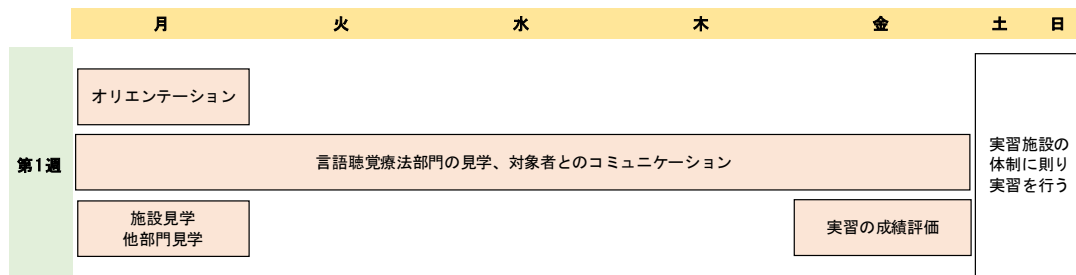 月 火 水 木 金 土 日
オリエンテーション
第1週
言語聴覚療法部門の見学、対象者とのコミュニケーション
施設見学
他部門見学
実習の成績評価
実習施設の
体制に則り
実習を行う